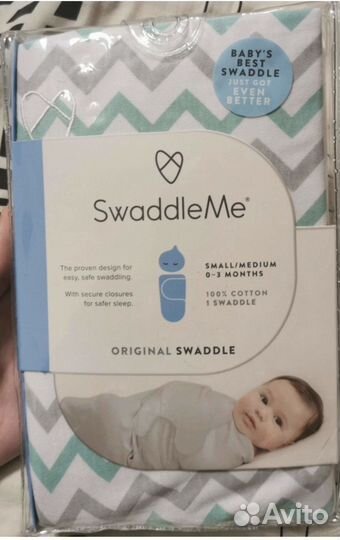 BABY'S
BEST
SWADDLE
JUST GOT
EVEN
BETTER
SwaddleMe®
The proven design for
easy, safe swaddling.
With secure closures
for safer sleep.
SMALL/MEDIUM
0-3 MONTHS
100% COTTON
1 SWADDLE
ORIGINAL SWADDLE
Avito